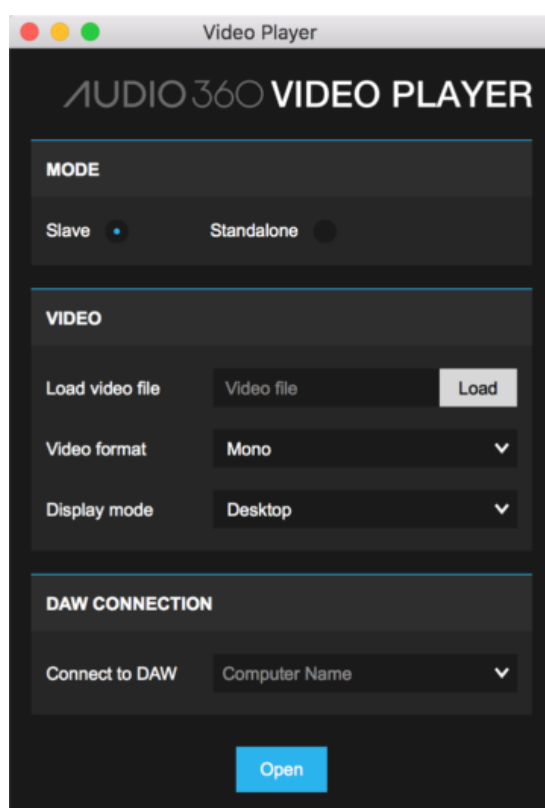 Video Player
AUDIO360 VIDEO PLAYER
MODE
Slave Standalone
VIDEO
Load video file Video file Load
Video format Mono
Display mode Desktop
DAW CONNECTION
Connect to DAW Computer Name
Open